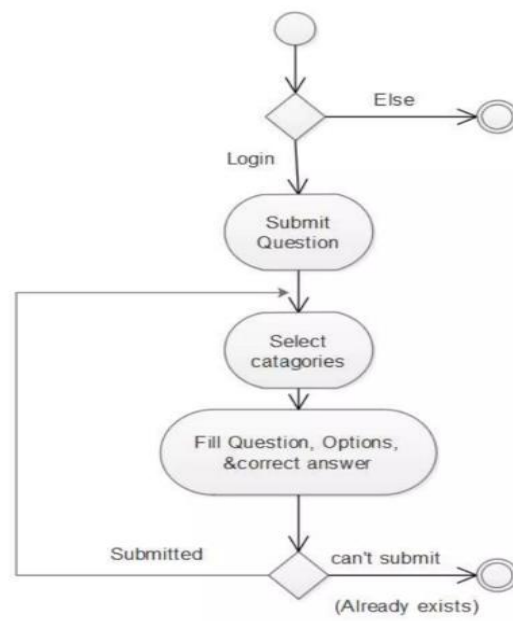 Else
Login
Submit
Question
Select
catagories
Fill Question, Options,
&correct answer
Submitted
can't submit
(Already exists)